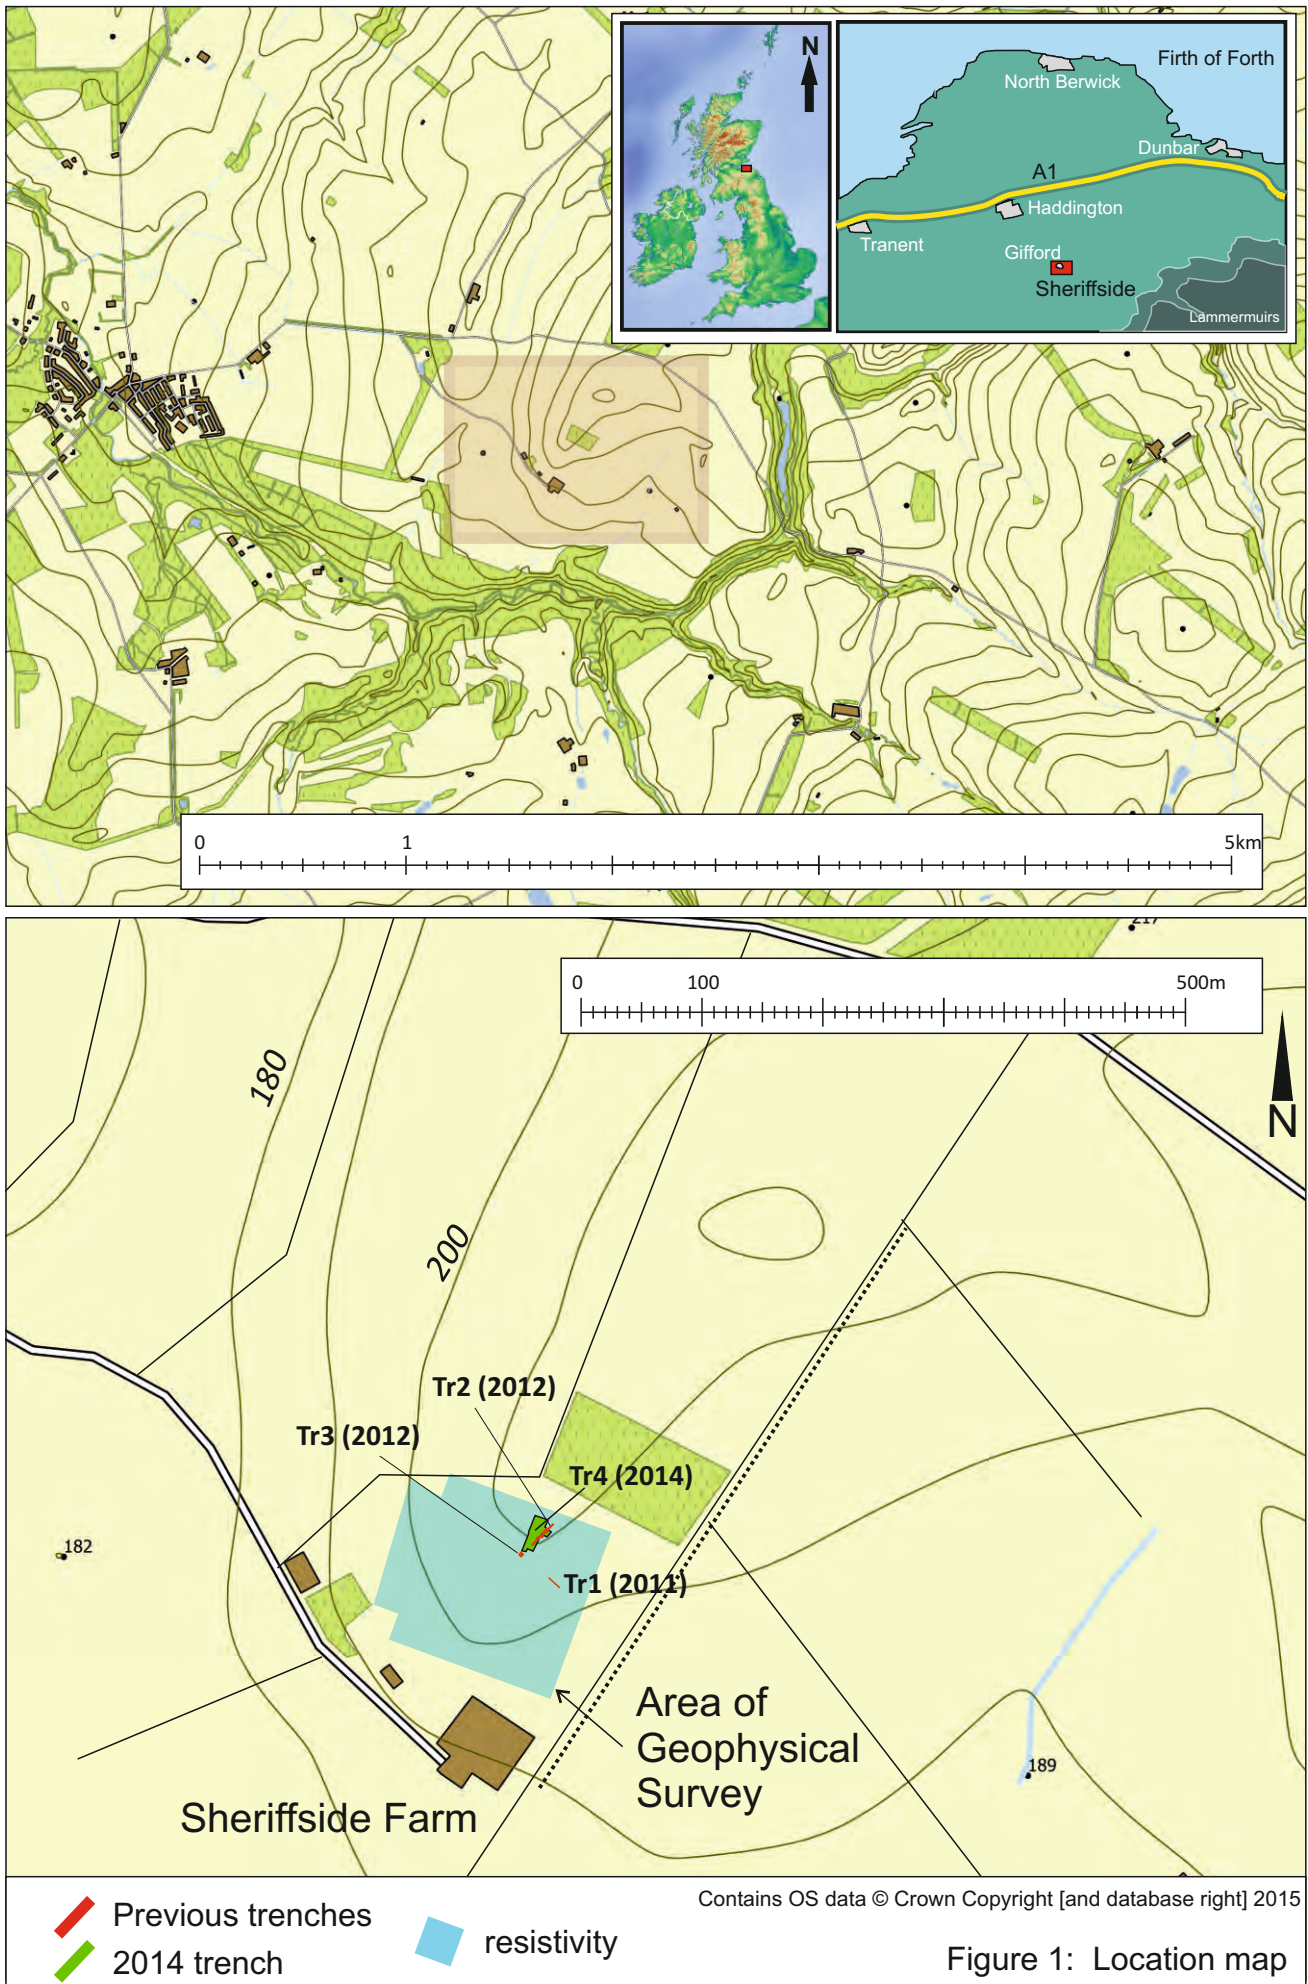 N
Firth of Forth
North Berwick
Dunbar
A1
Haddington
Tranent
Gifford
Sheriffside
Lammermuirs
0 1 5km
217
0 100 500m
180
N
200
Tr2 (2012)
Tr3 (2012)
Tr4 (2014)
182
Tr1 (2011)
Area of
Geophysical
Survey
189
Sheriffside Farm
Contains OS data © Crown Copyright [and database right] 2015
Previous trenches
resistivity
2014 trench
Figure 1: Location map